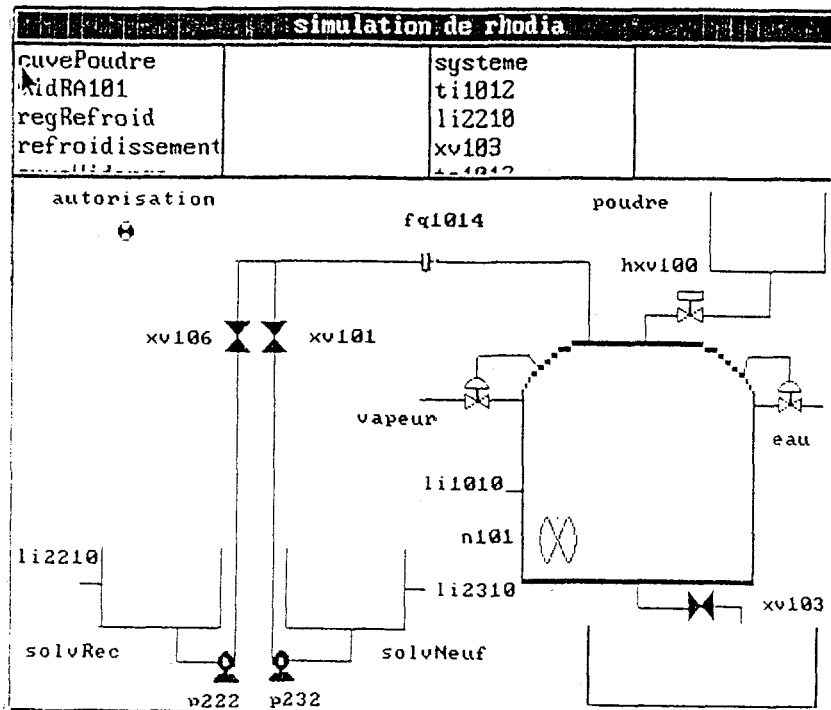 simulation de rhodia
cuvePoudre
systeme
ti1012
regRefroid
li2210
refroidissement
xv103
autorisation
poudre
fq1014
hxv100
xv106
xv101
vapeur
eau
li1010
n101
li2210
li2310
xv103
solvRec
solvNeuf
p222
p232